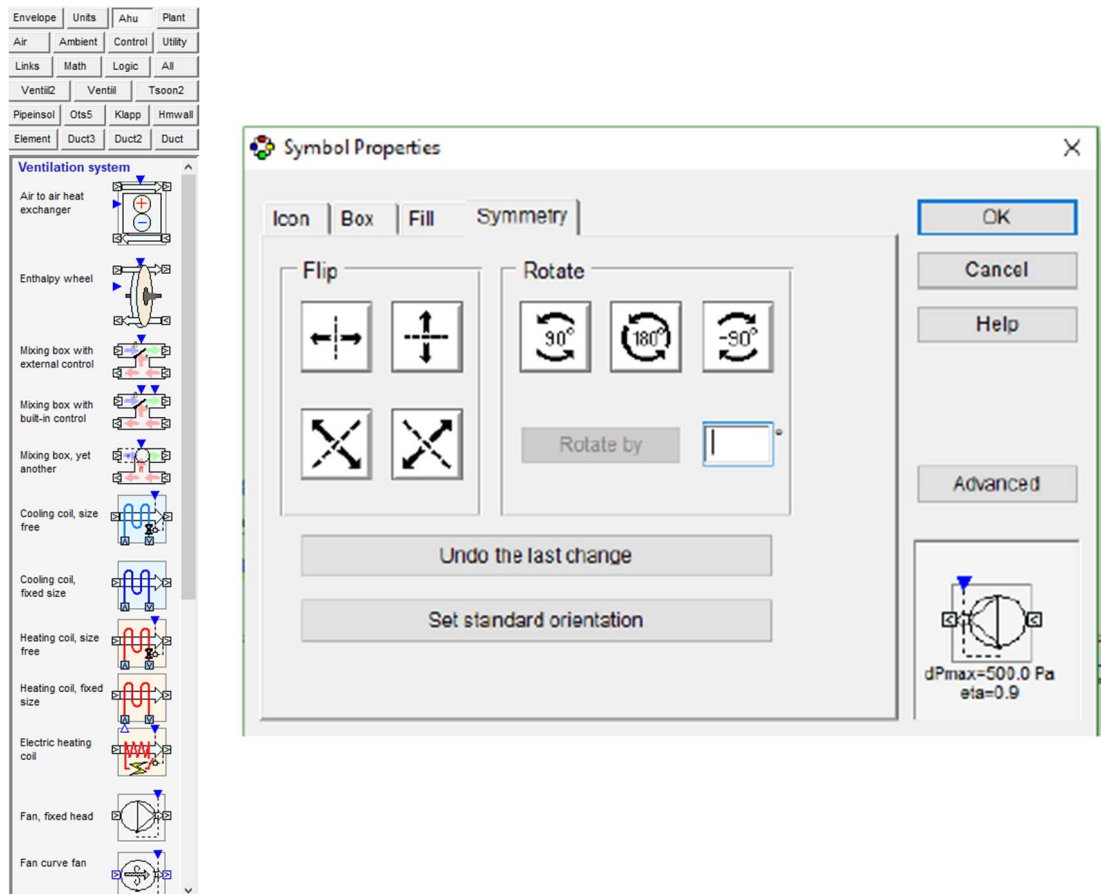 Envelope Units Ahu Plant
Air Ambient Control Utility
Links Math Logic All
Ventiil2 Ventiil Tsoon2
Pipeinsol Ots5 Klapp Hmwall
Element Duct3 Duct2 Duct
Ventilation system
Air to air heat
exchanger
Enthalpy wheel
Mixing box with
external control
Mixing box with
built-in control
Mixing box, yet
another
Cooling coil, size
free
Cooling coil,
fixed size
Heating coil, size
free
Heating coil, fixed
size
Electric heating
coil
Fan, fixed head
Fan curve fan
Symbol Properties
Icon Box Fill Symmetry
Flip
Rotate
90° 180° -90°
Rotate by °
Undo the last change
Set standard orientation
OK
Cancel
Help
Advanced
dPmax=500.0 Pa
eta=0.9